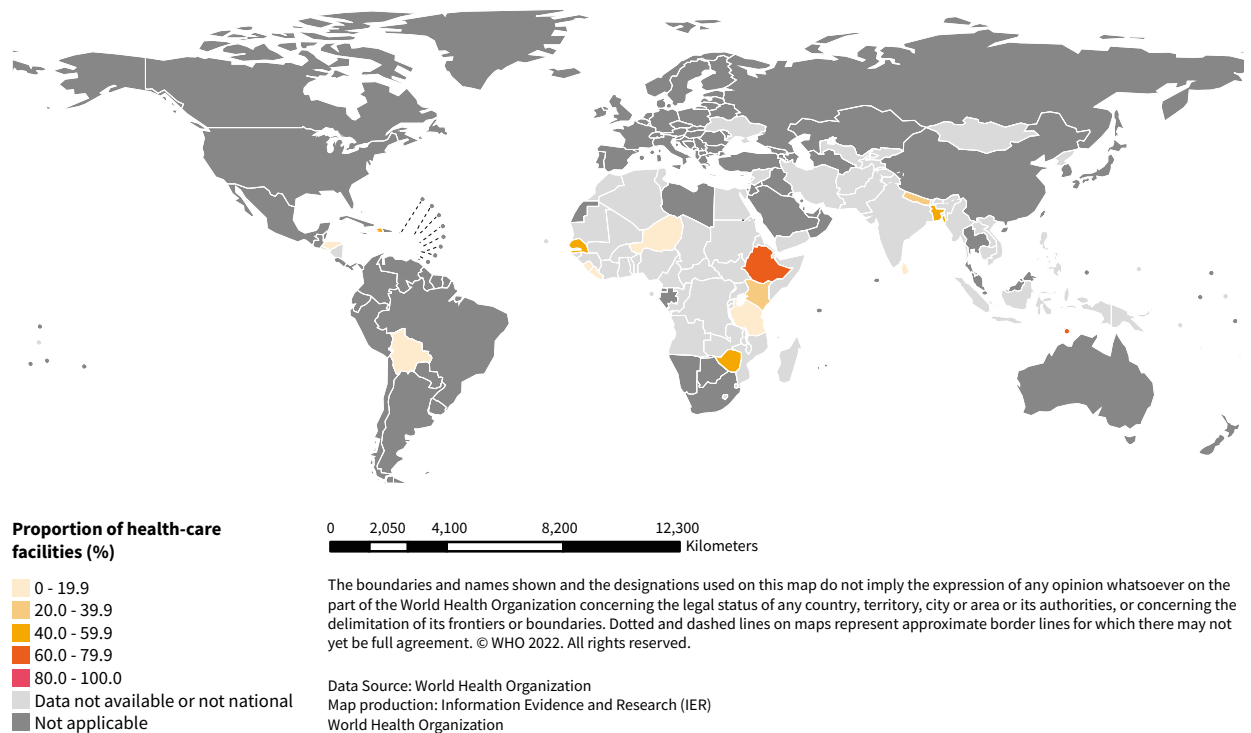 Proportion of health-care
facilities (%)
0 - 19.9
20.0 - 39.9
40.0 - 59.9
60.0 - 79.9
80.0 - 100.0
Data not available or not national
Not applicable
0 2,050 4,100 8,200 12,300
Kilometers
The boundaries and names shown and the designations used on this map do not imply the expression of any opinion whatsoever on the
part of the World Health Organization concerning the legal status of any country, territory, city or area or its authorities, or concerning the
delimitation of its frontiers or boundaries. Dotted and dashed lines on maps represent approximate border lines for which there may not
yet be full agreement. © WHO 2022. All rights reserved.
Data Source: World Health Organization
Map production: Information Evidence and Research (IER)
World Health Organization